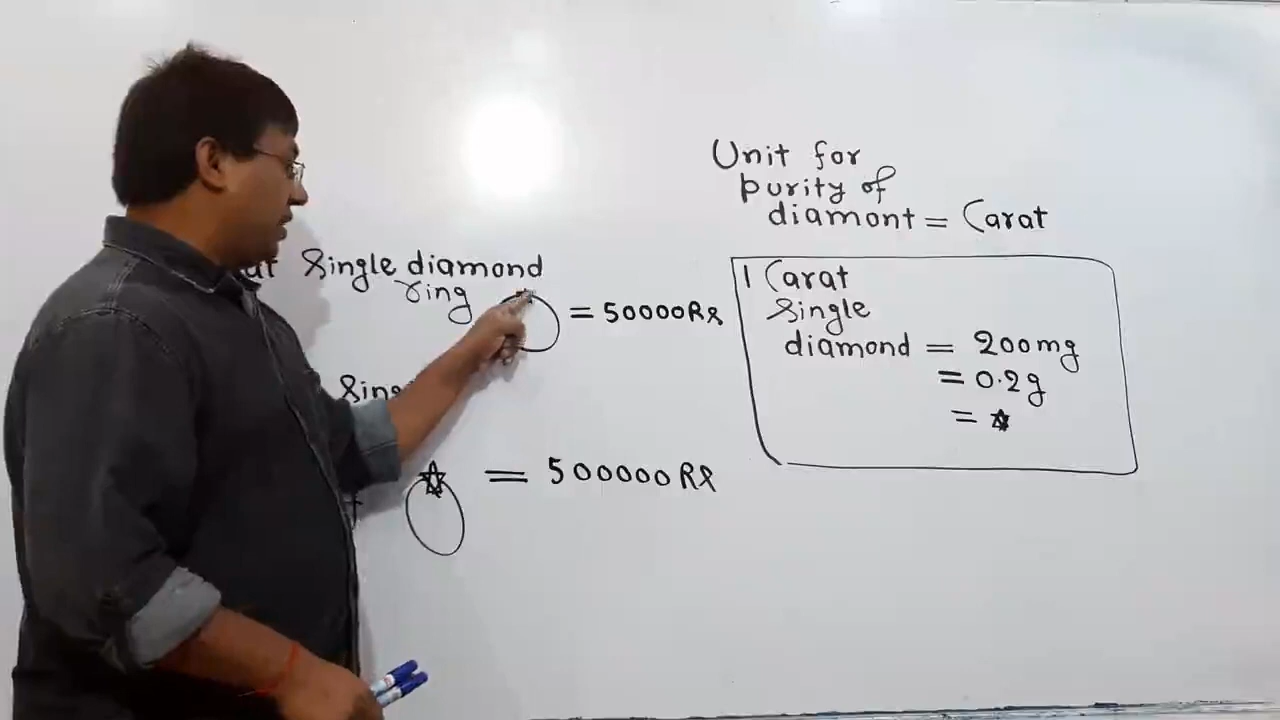 Unit for
purity of
diamont = Carat
Single diamond
ring = 50000Rs
1 Carat
Single
diamond = 200mg
= 0.2g
=
= 500000Rs